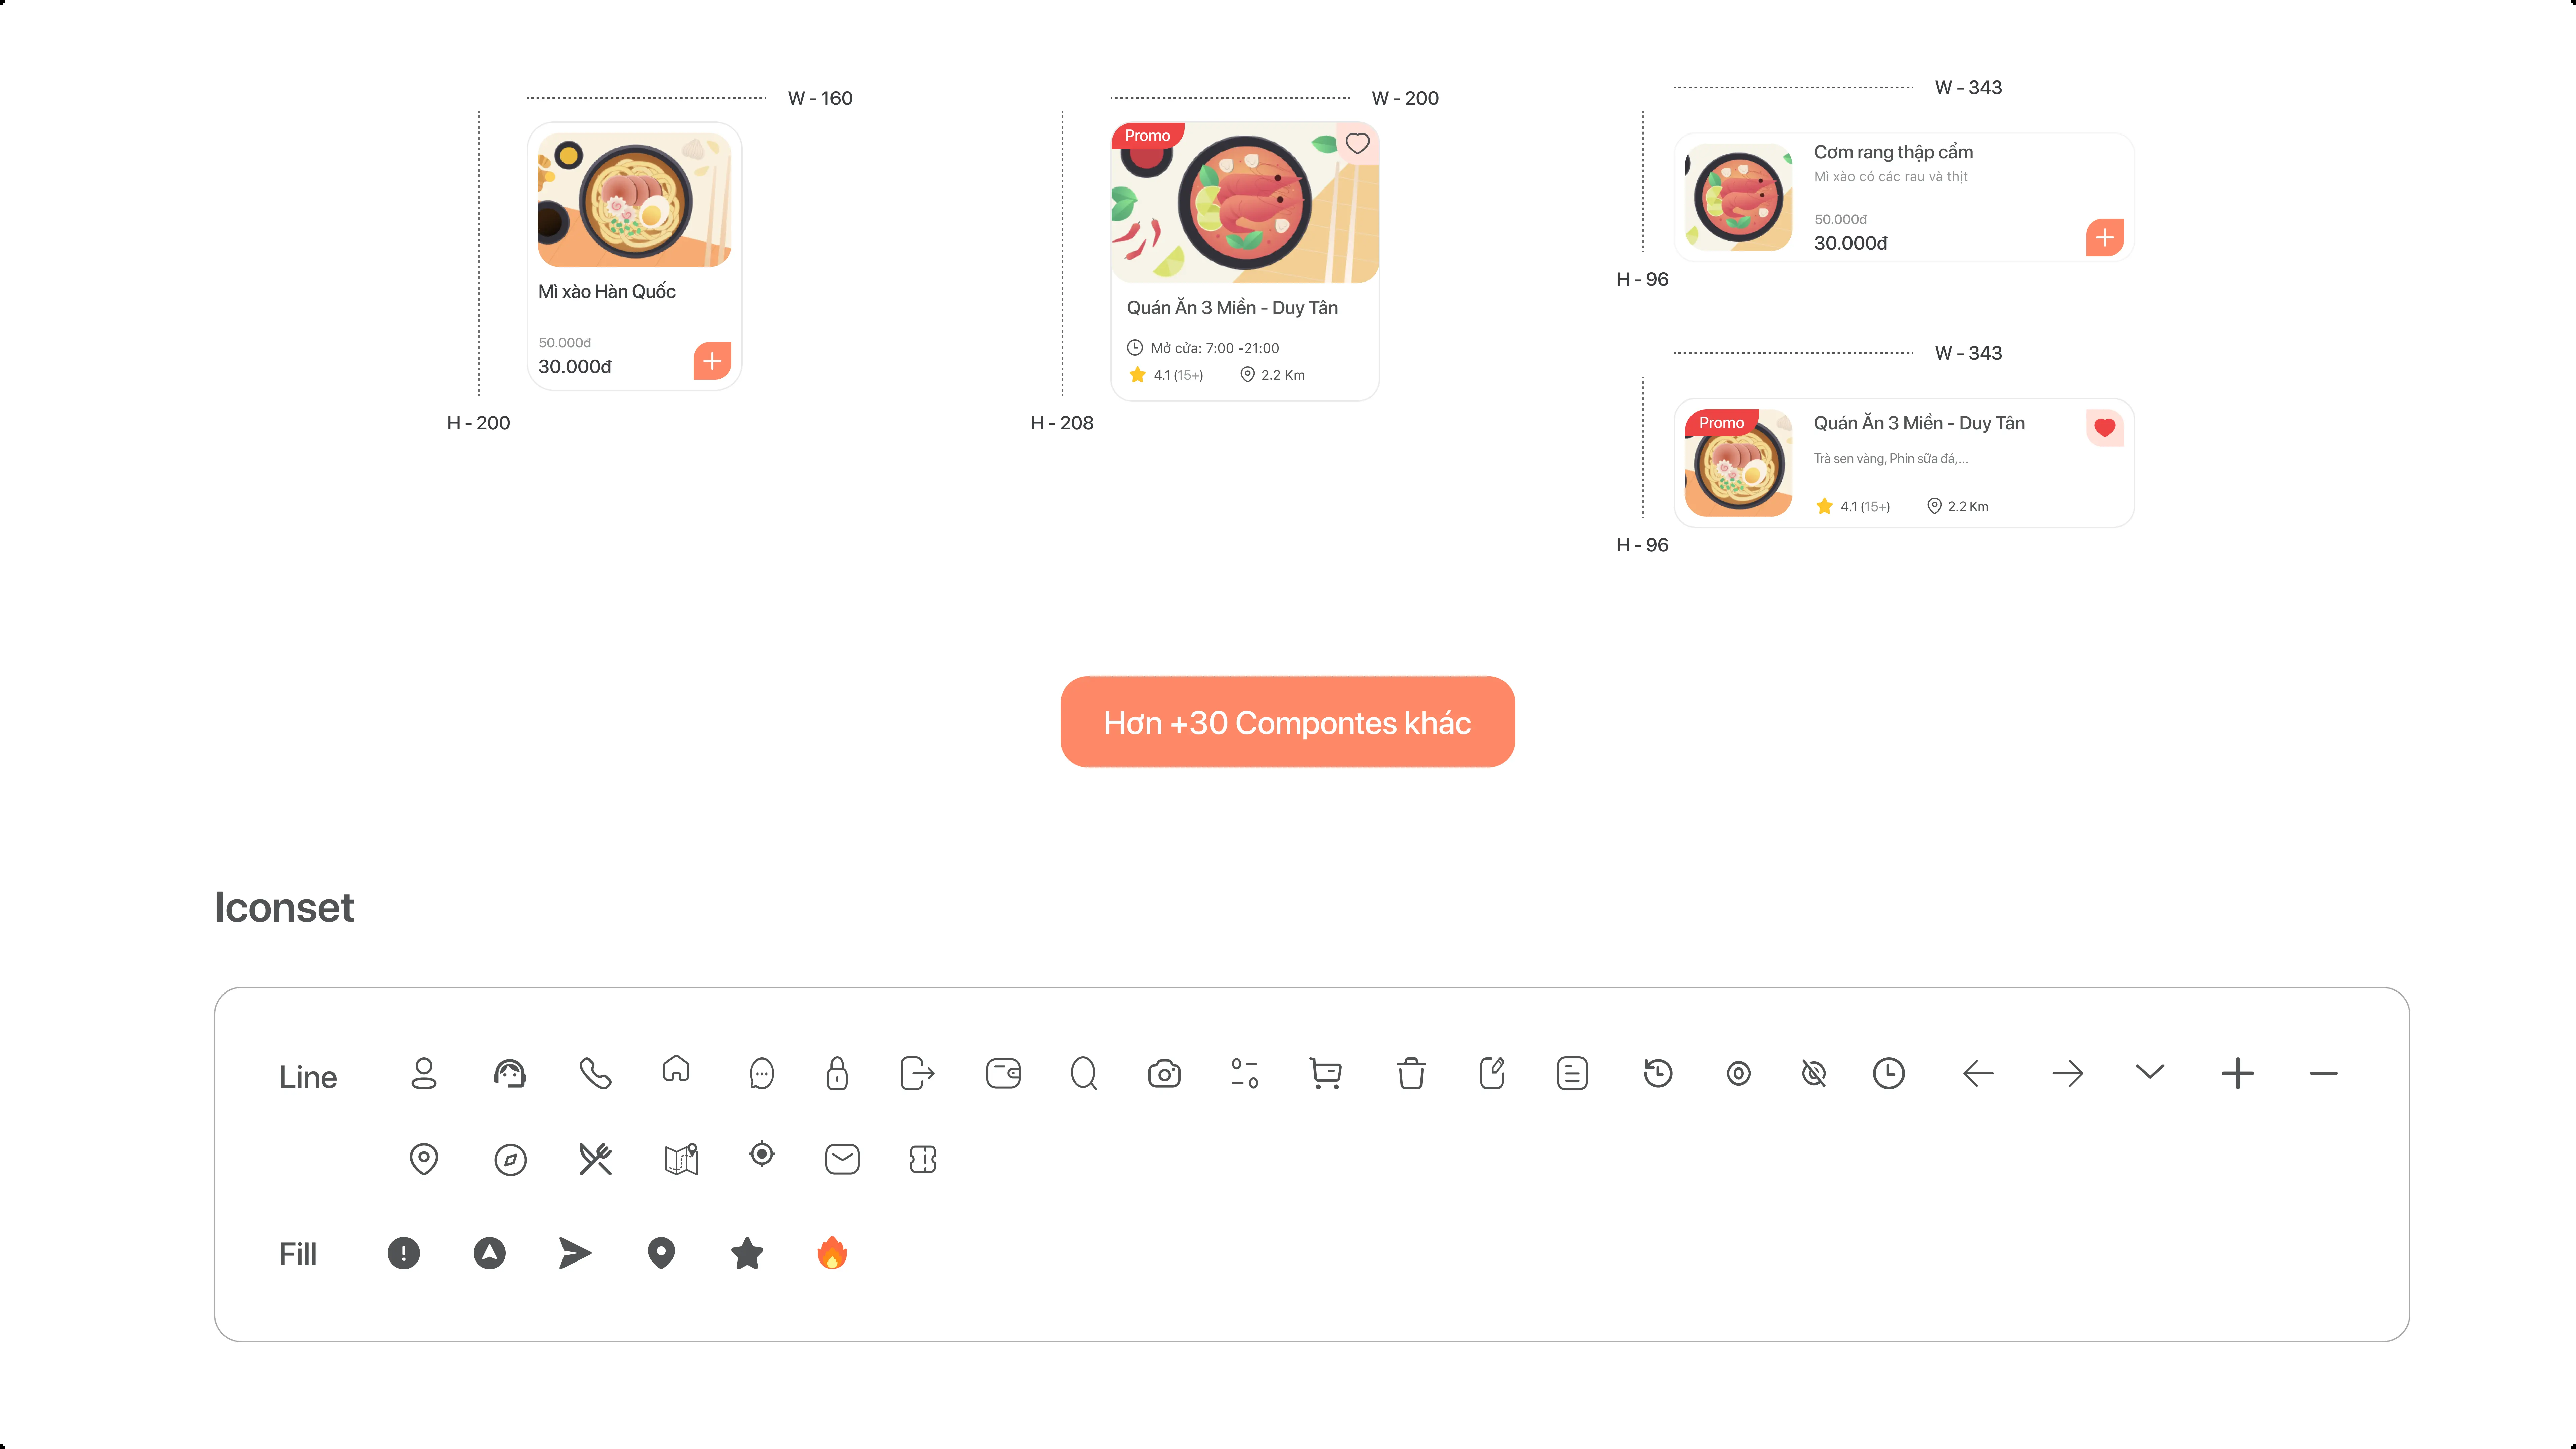 W - 160
Mì xào Hàn Quốc
50.000đ
30.000đ
H - 200
W - 200
Promo
Quán Ăn 3 Miền - Duy Tân
Mở cửa: 7:00 -21:00
4.1 (15+) 2.2 Km
H - 208
W - 343
Cơm rang thập cẩm
Mì xào có các rau và thịt
50.000đ
30.000đ
H - 96
W - 343
Promo
Quán Ăn 3 Miền - Duy Tân
Trà sen vàng, Phin sữa đá,...
4.1 (15+) 2.2 Km
H - 96
Hơn +30 Compontes khác
Iconset
Line
Fill